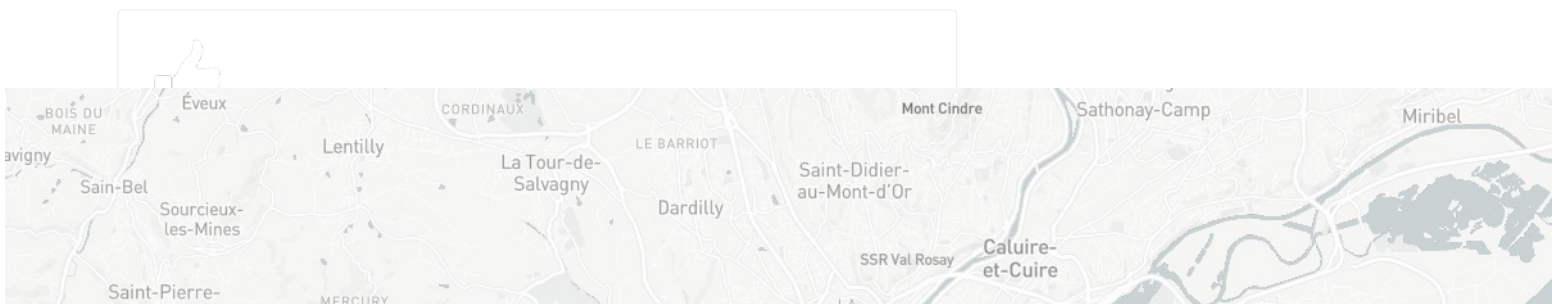 Éveux
BOIS DU
MAINE
CORDINAUX
Mont Cindre
Sathonay-Camp
Miribel
avigny
Lentilly
La Tour-de-
Salvagny
LE BARRIOT
Saint-Didier-
au-Mont-d'Or
Sain-Bel
Sourcieux-
les-Mines
Dardilly
SSR Val Rosay
Caluire-
et-Cuire
Saint-Pierre-
MERCURY
LA